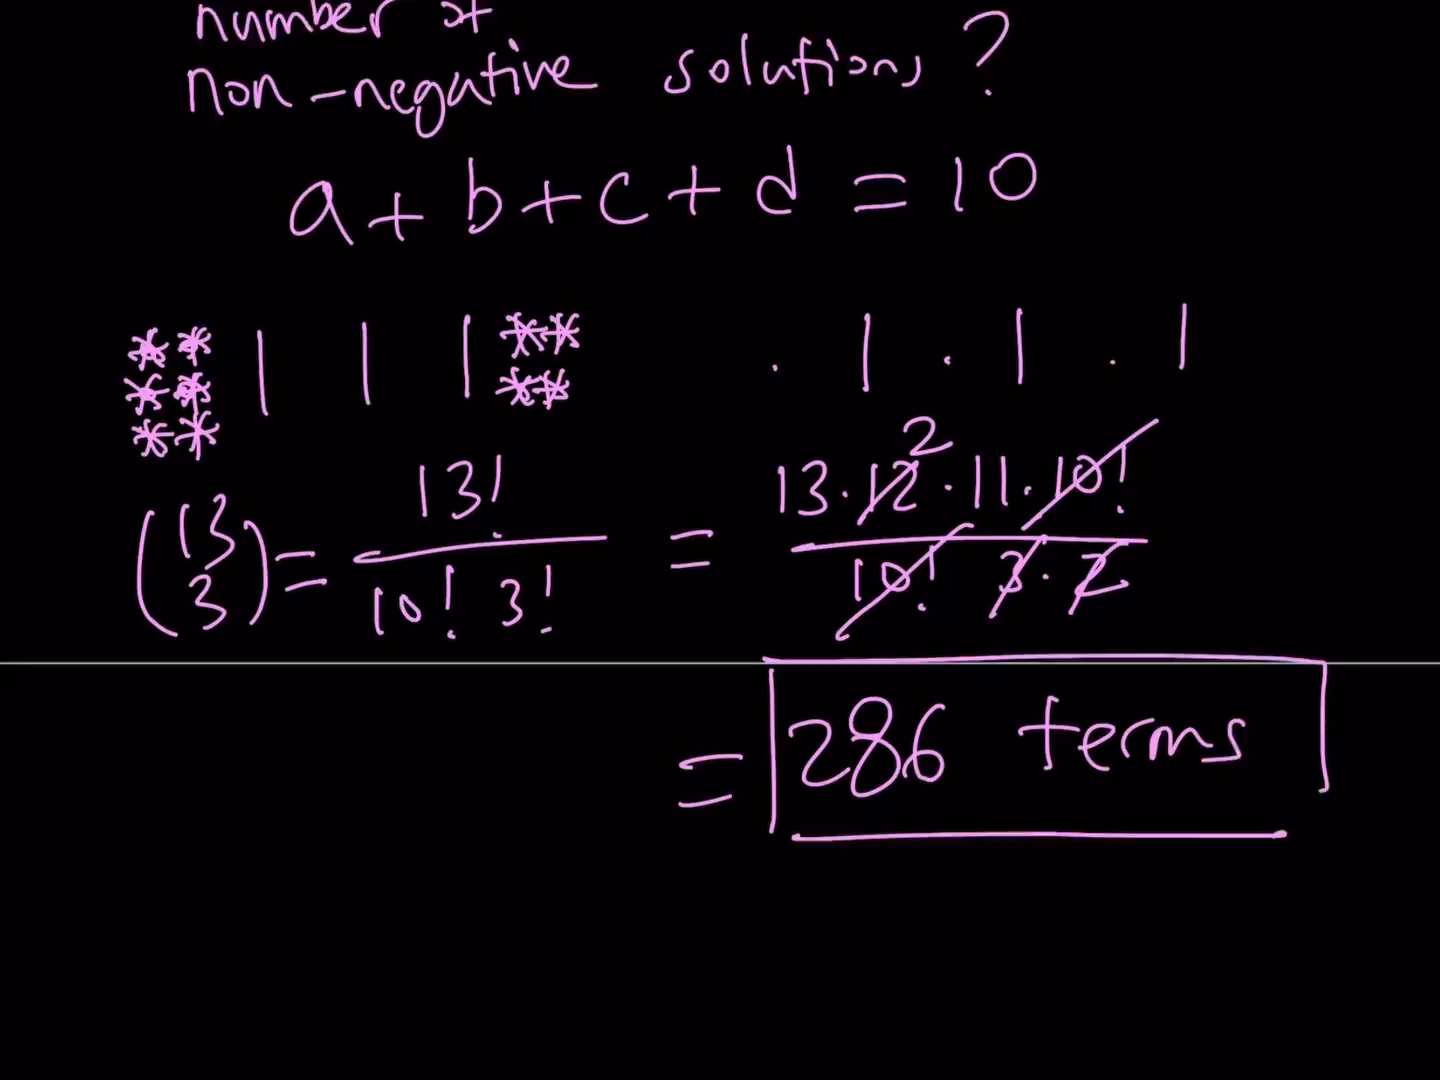 number of
non-negative solutions?
a + b + c + d = 10
** | | | ** . | . | . |
** **
**
(13 3) = 13! / 10! 3! = 13 · 12 2 · 11 · 10! / 10! 3 · 2
= 286 terms